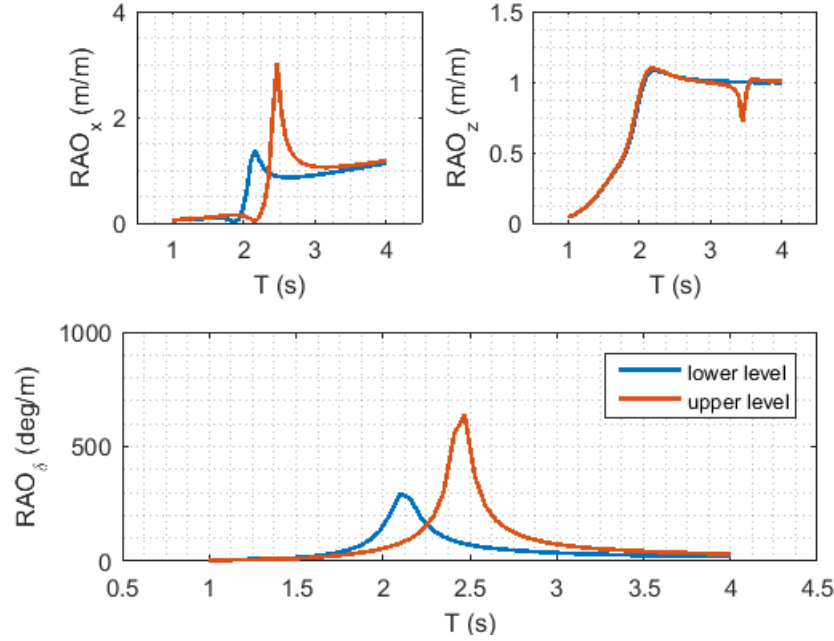 RAOx (m/m)
4
2
0
1 2 3 4
T (s)
RAOz (m/m)
1.5
1
0.5
0
1 2 3 4
T (s)
RAOδ (deg/m)
1000
500
0
0.5 1 1.5 2 2.5 3 3.5 4 4.5
T (s)
lower level
upper level